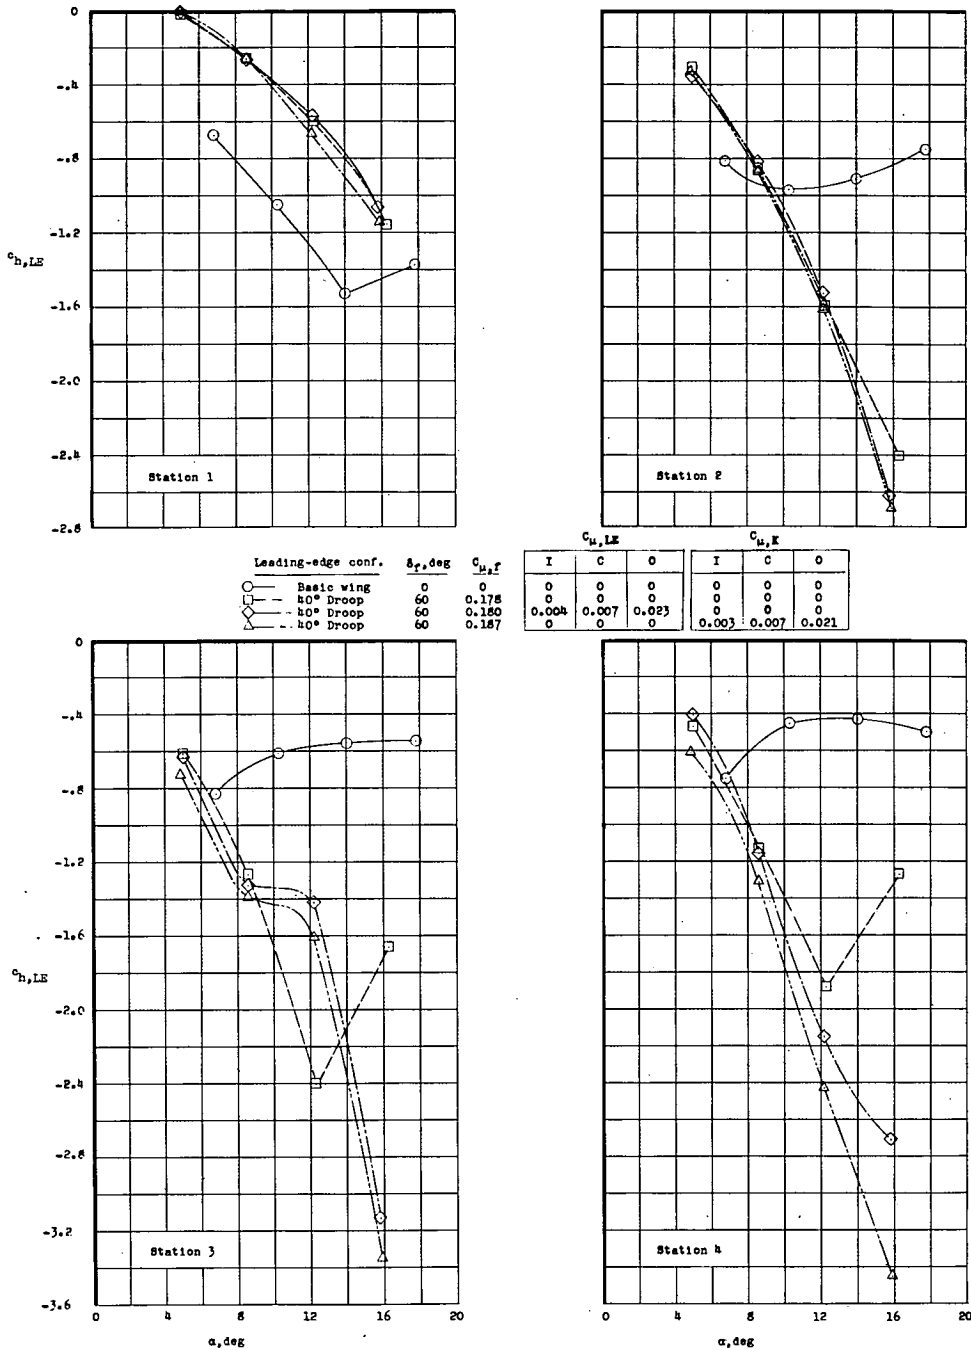 0
-.4
-.8
-1.2
c_h,LE
-1.6
-2.0
-2.4
-2.8
Station 1
Station 2
C_μ,LE C_μ,K
Leading-edge conf. δ_f,deg C_μ,f I C O I C O
Basic wing 0 0 0 0 0 0 0 0
40° Droop 60 0.178 0 0 0 0 0 0
40° Droop 60 0.180 0.004 0.007 0.023 0 0 0
40° Droop 60 0.187 0 0 0 0.003 0.007 0.021
0
-.4
-.8
-1.2
-1.6
c_h,LE
-2.0
-2.4
-2.8
-3.2
-3.6
Station 3
Station 4
0 4 8 12 16 0 4 8 12 16 20
α,deg α,deg